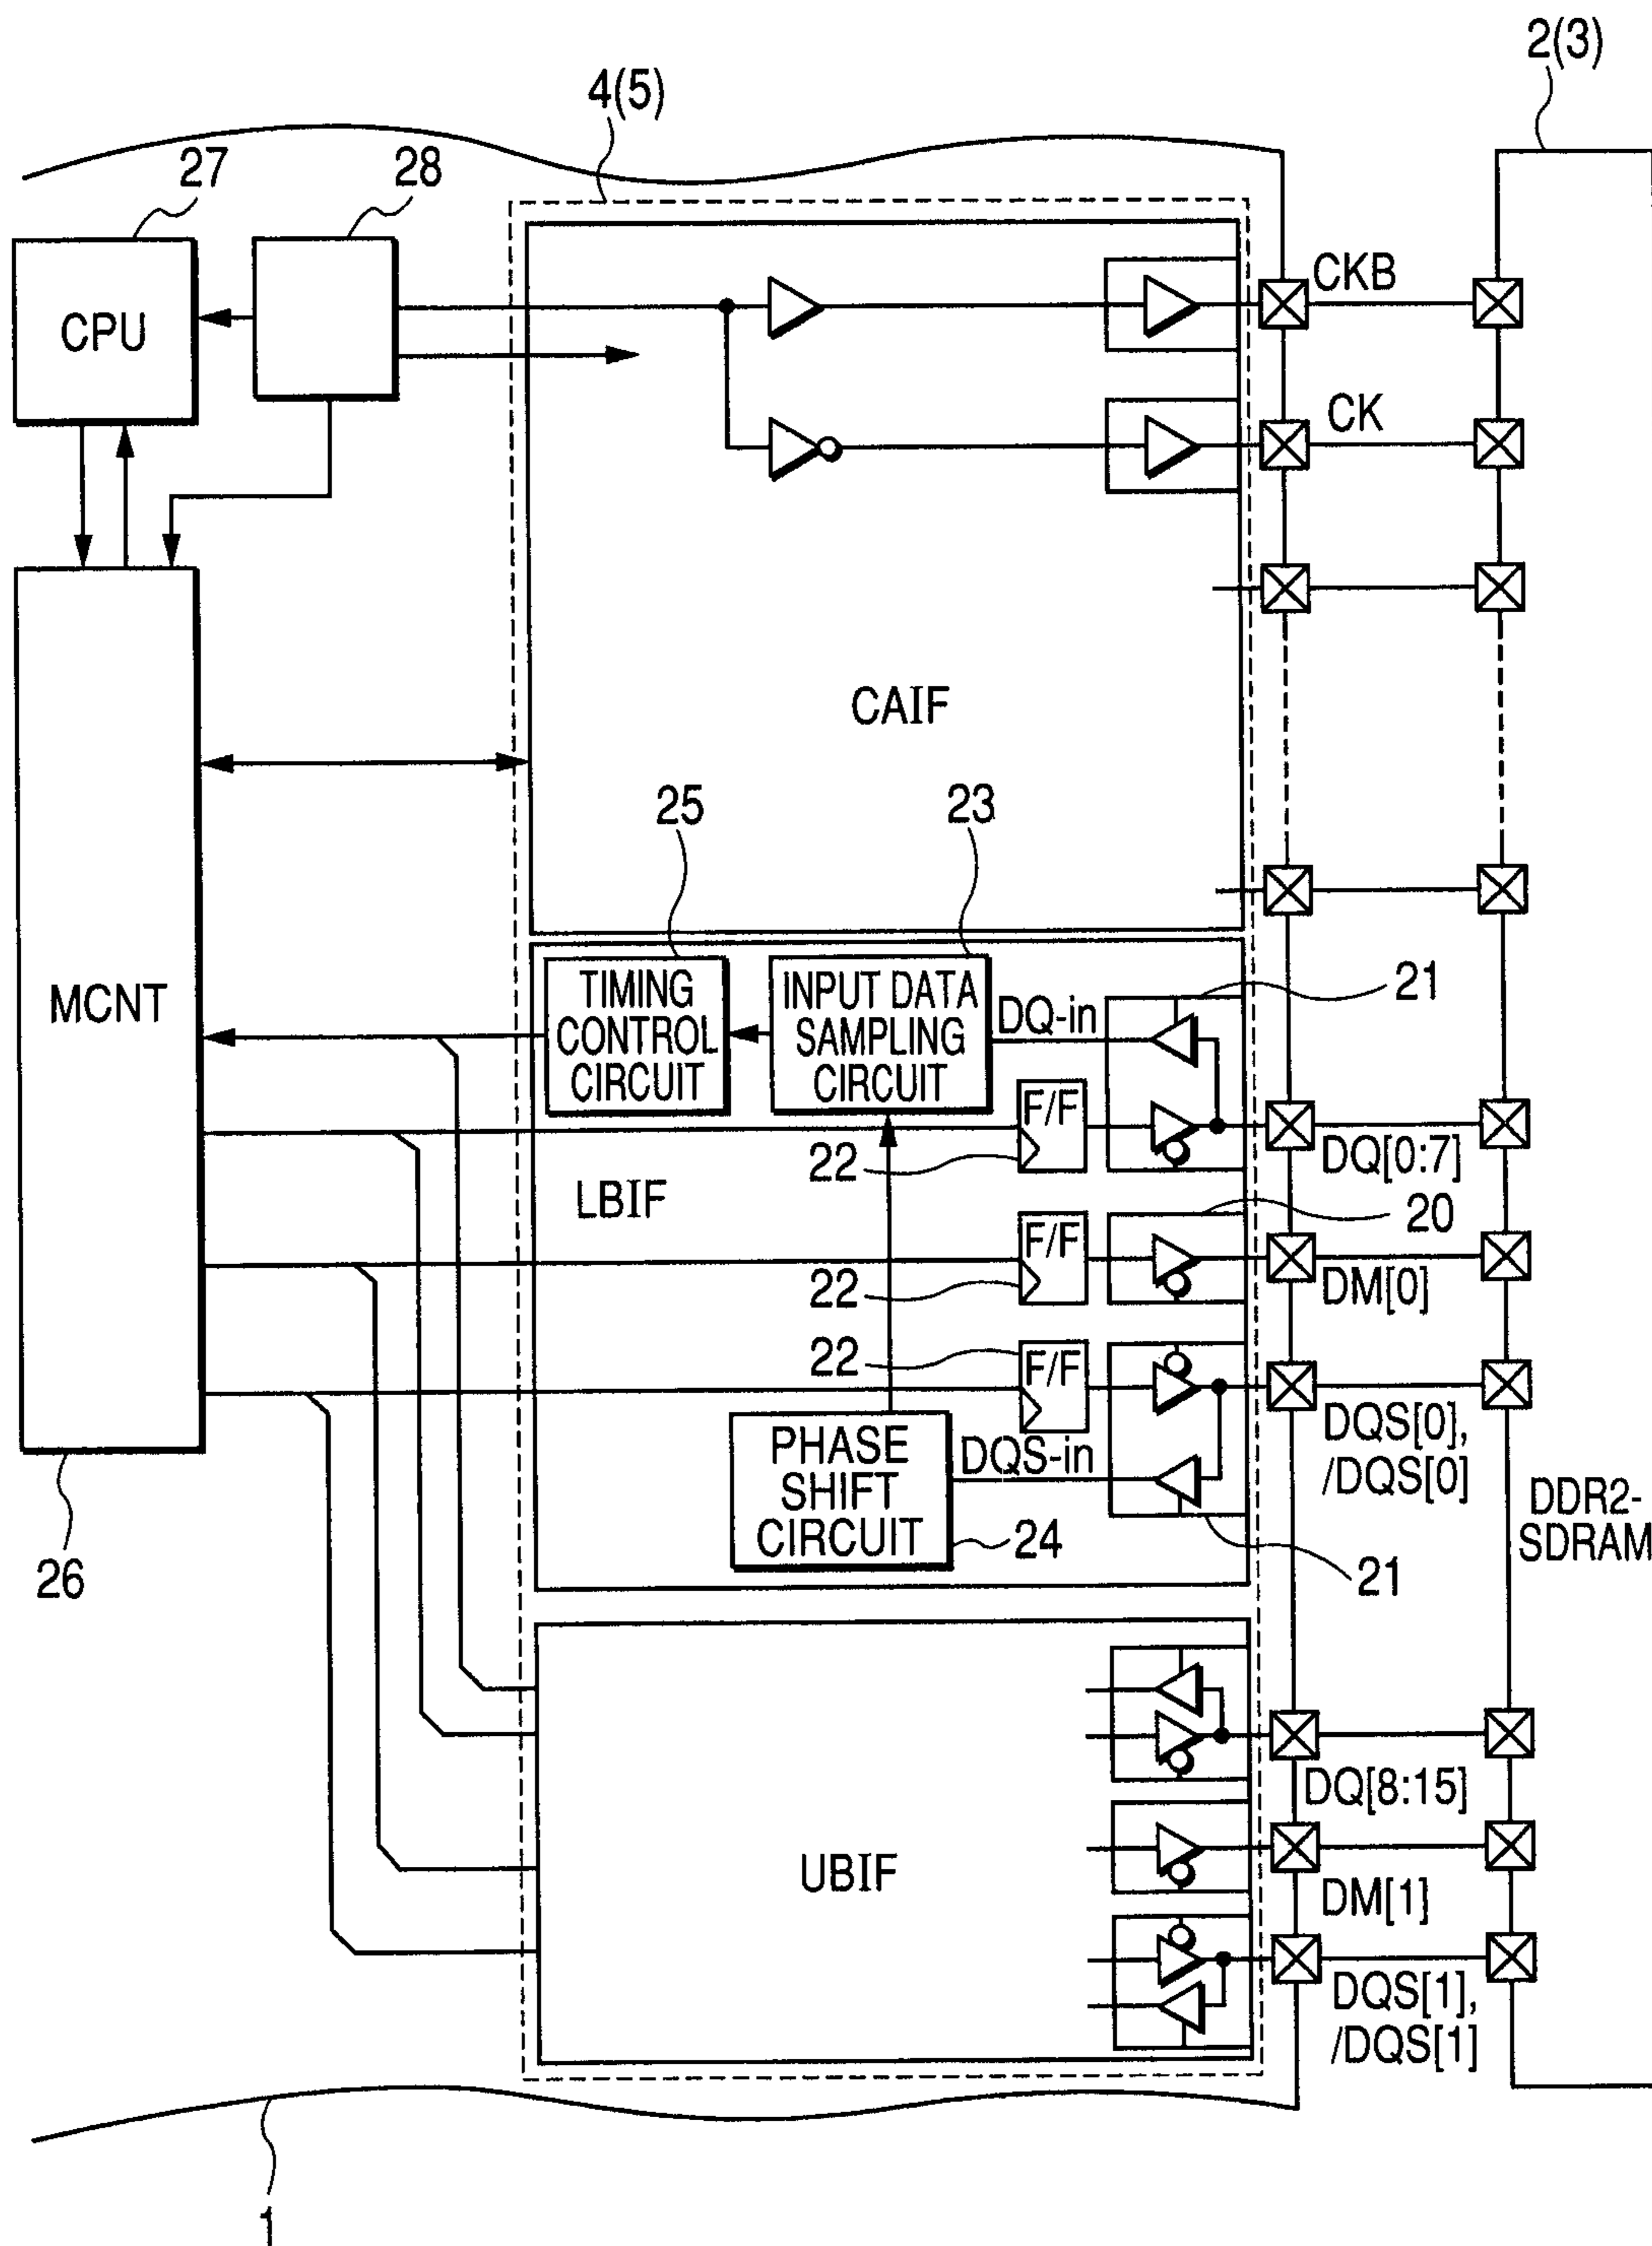 2(3)
4(5)
27
28
CPU
CKB
CK
CAIF
MCNT
25
23
TIMING
CONTROL
CIRCUIT
INPUT DATA
SAMPLING
CIRCUIT
DQ-in
21
F/F
22
DQ[0:7]
LBIF
20
F/F
22
DM[0]
22
F/F
PHASE
SHIFT
CIRCUIT
DQS-in
24
DQS[0],
/DQS[0]
21
DDR2-
SDRAM
26
DQ[8:15]
UBIF
DM[1]
DQS[1],
/DQS[1]
1